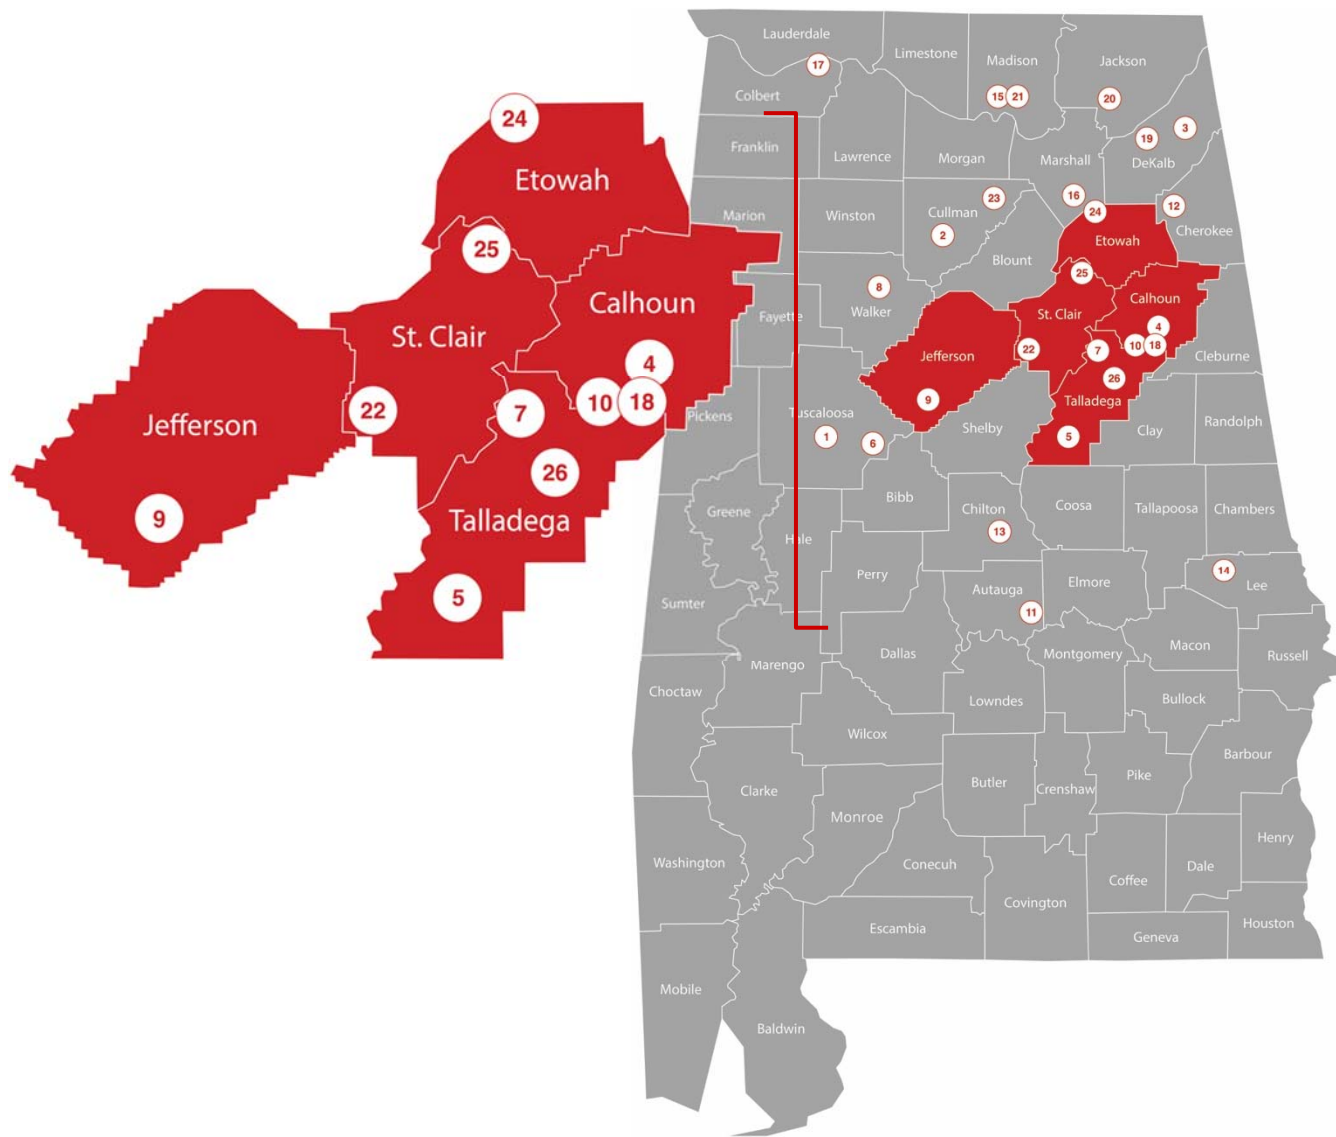 24
Etowah
25
Calhoun
St. Clair
4
22
7
10
18
Jefferson
26
9
Talladega
5
Lauderdale
Limestone
Madison
Jackson
17
15
21
20
Colbert
3
19
Franklin
Lawrence
Morgan
Marshall
DeKalb
16
23
12
24
Marion
Winston
Cullman
Cherokee
2
Etowah
Blount
25
8
Calhoun
Walker
Fayette
St. Clair
4
10
18
22
7
Jefferson
Cleburne
26
9
Talladega
Pickens
Tuscaloosa
Shelby
Clay
Randolph
1
6
5
Bibb
Greene
Chilton
Coosa
Tallapoosa
Chambers
13
Hale
Perry
14
Elmore
Autauga
Lee
Sumter
11
Macon
Dallas
Montgomery
Russell
Marengo
Choctaw
Lowndes
Bullock
Wilcox
Barbour
Butler
Pike
Clarke
Crenshaw
Monroe
Henry
Washington
Conecuh
Dale
Coffee
Covington
Escambia
Houston
Geneva
Mobile
Baldwin